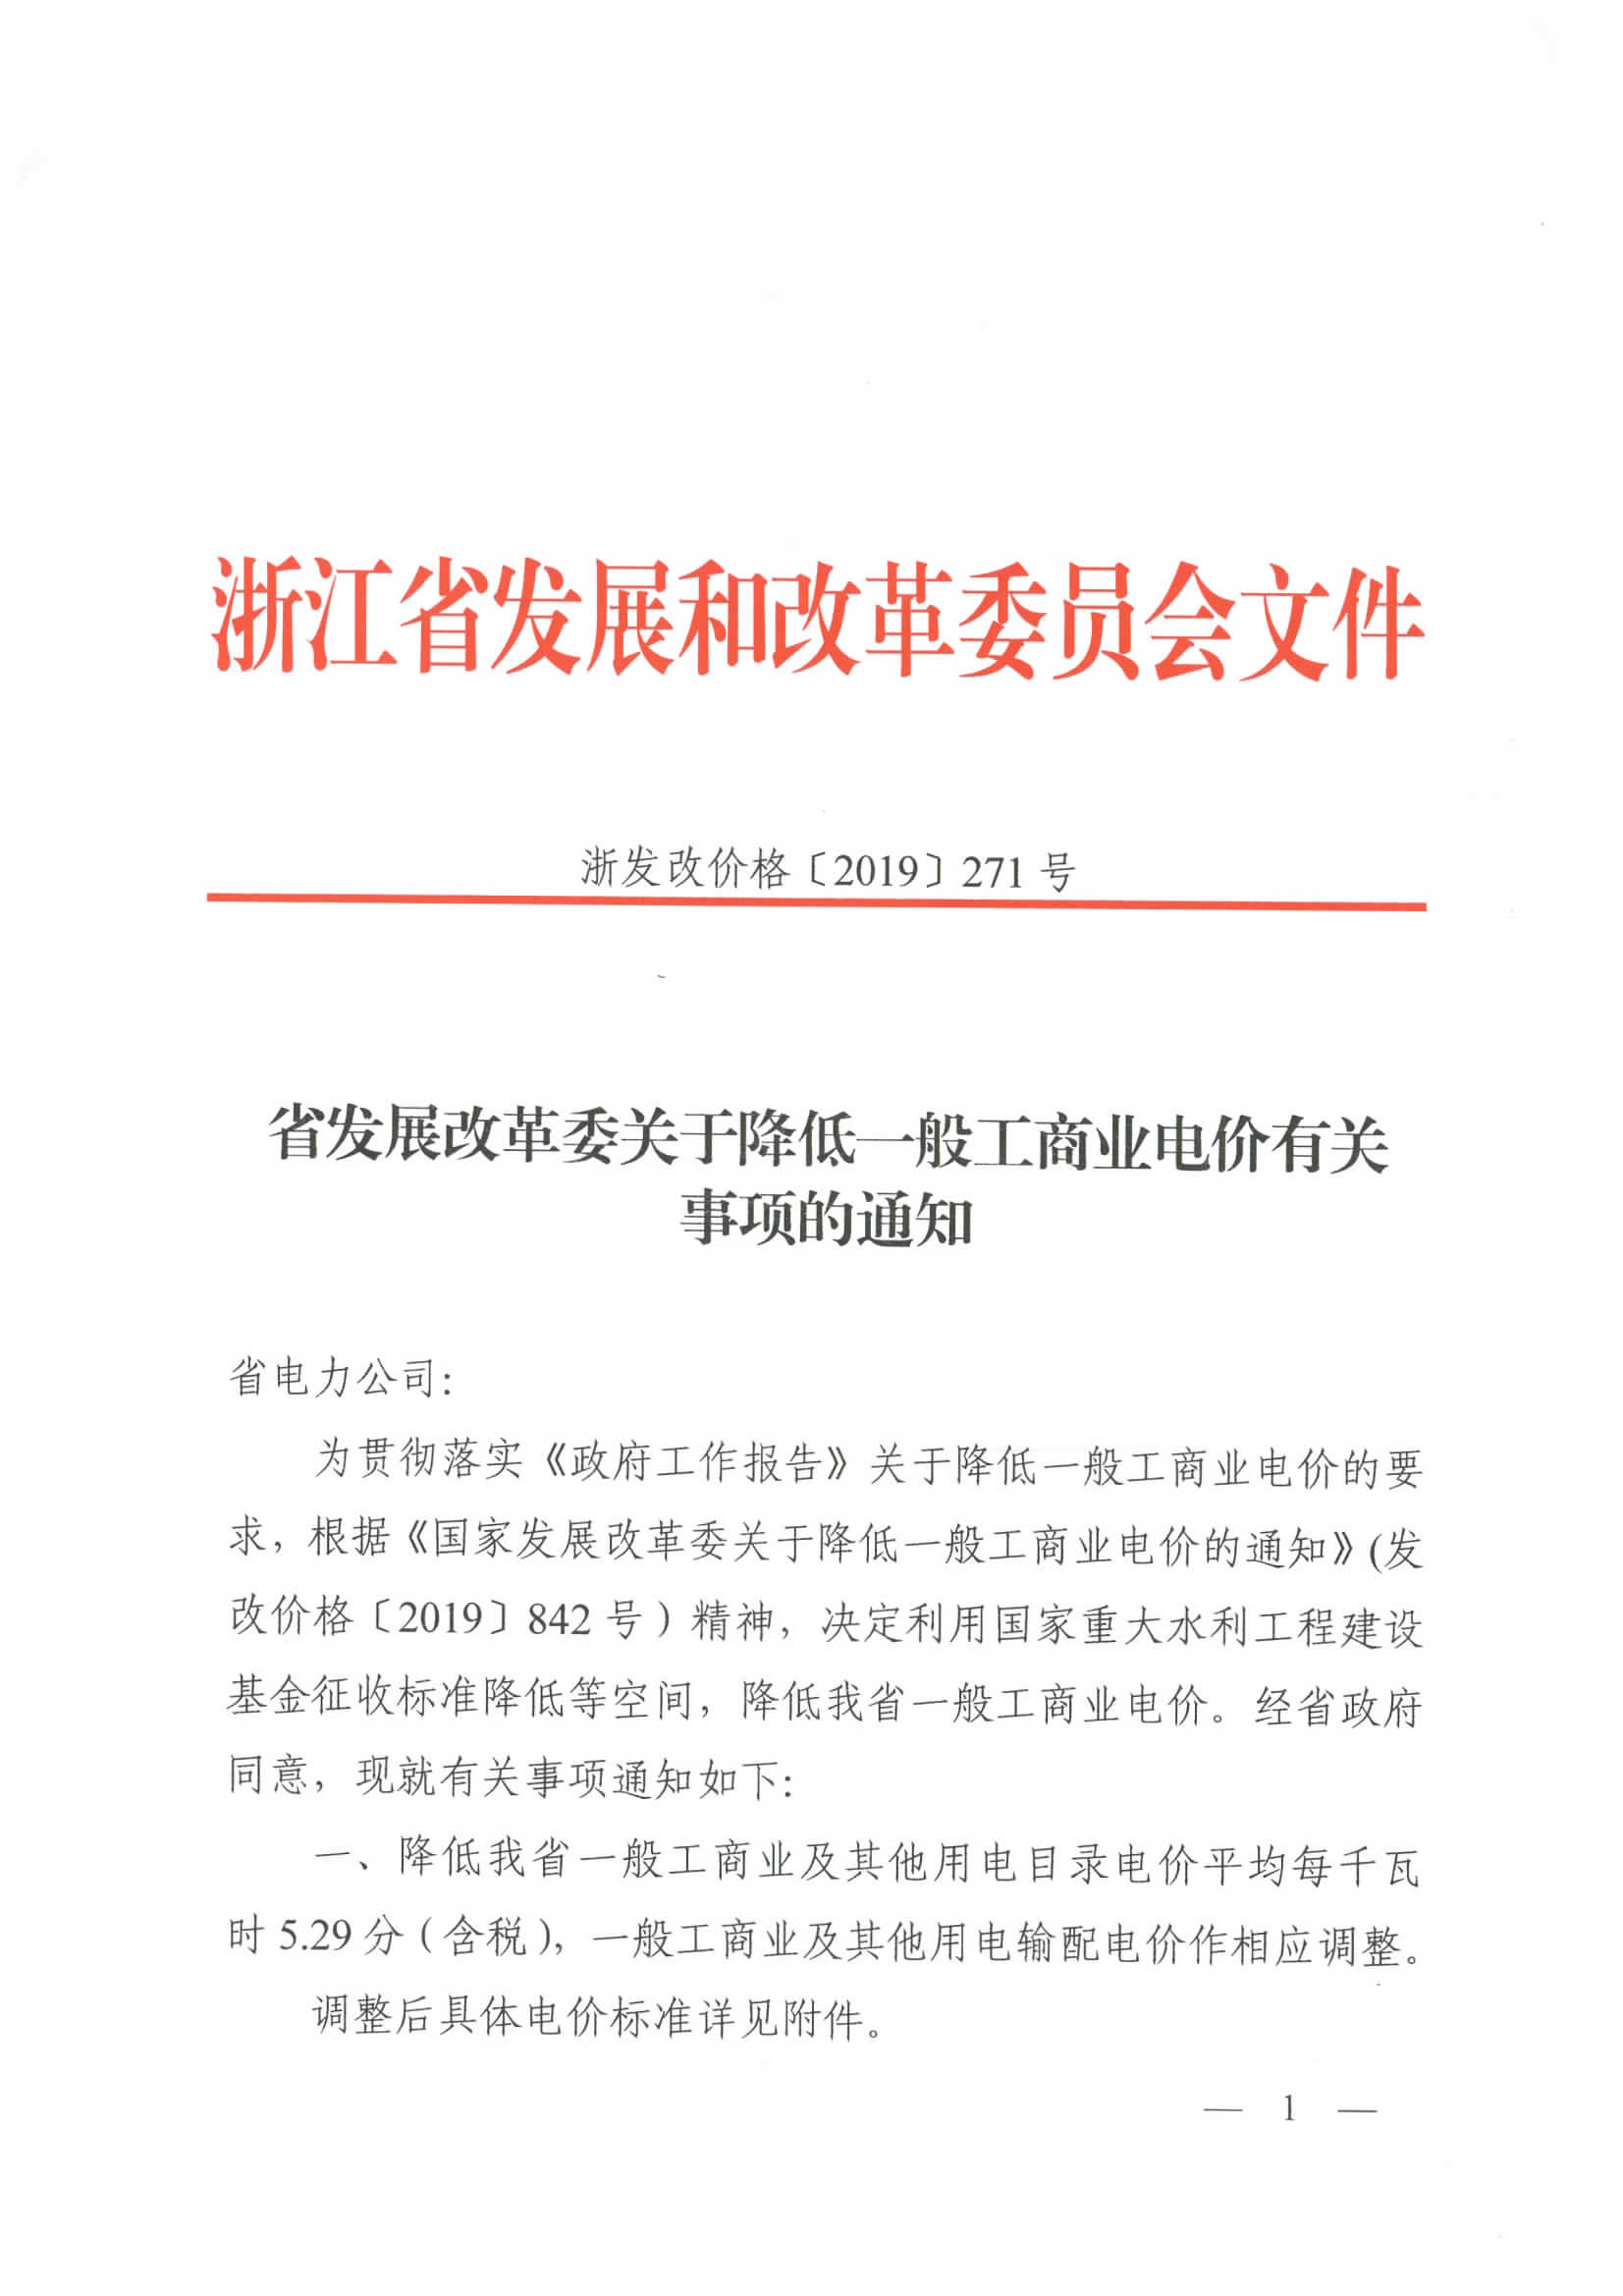 浙江省发展和改革委员会文件
浙发改价格〔2019〕271 号
省发展改革委关于降低一般工商业电价有关
事项的通知
省电力公司:
为贯彻落实《政府工作报告》关于降低一般工商业电价的要
求，根据《国家发展改革委关于降低一般工商业电价的通知》(发
改价格〔2019〕842 号）精神，决定利用国家重大水利工程建设
基金征收标准降低等空间，降低我省一般工商业电价。经省政府
同意，现就有关事项通知如下:
一、降低我省一般工商业及其他用电目录电价平均每千瓦
时 5.29 分（含税)，一般工商业及其他用电输配电价作相应调整。
调整后具体电价标准详见附件。
— 1 —